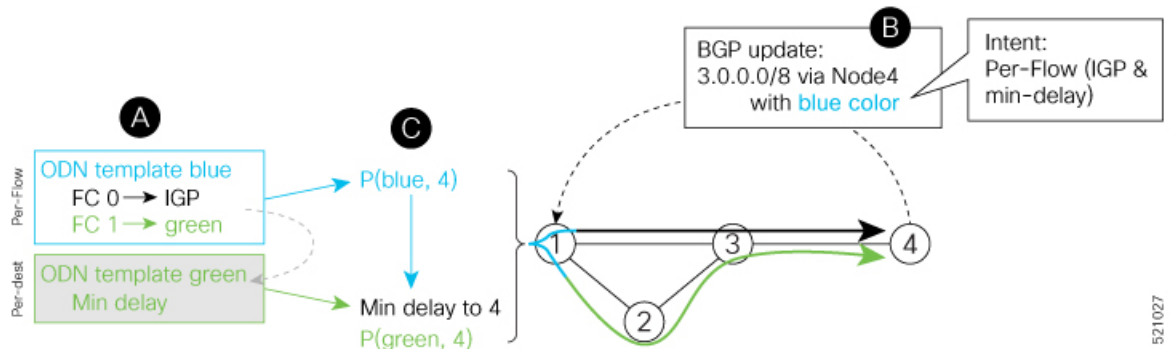 B
BGP update:
3.0.0.0/8 via Node4
with blue color
Intent:
Per-Flow (IGP &
min-delay)
A
C
Per-Flow
ODN template blue
FC 0 → IGP
FC 1 → green
P(blue, 4)
Per-dest
ODN template green
Min delay
Min delay to 4
P(green, 4)
1
3
4
2
521027